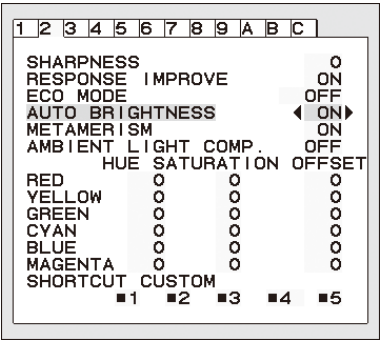 1 2 3 4 5 6 7 8 9 A B C
SHARPNESS 0
RESPONSE IMPROVE ON
ECO MODE OFF
AUTO BRIGHTNESS ◀ ON▶
METAMERISM ON
AMBIENT LIGHT COMP. OFF
HUE SATURATION OFFSET
RED 0 0 0
YELLOW 0 0 0
GREEN 0 0 0
CYAN 0 0 0
BLUE 0 0 0
MAGENTA 0 0 0
SHORTCUT CUSTOM
■1 ■2 ■3 ■4 ■5